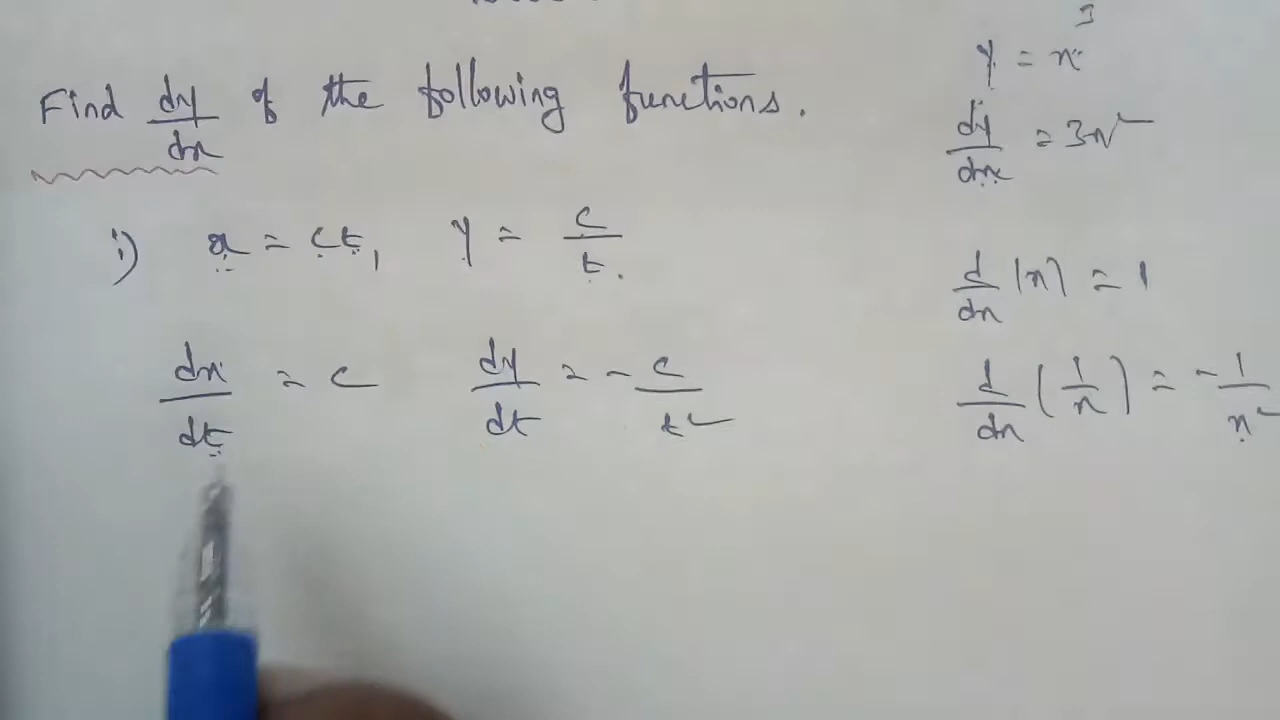 Find dy/dx of the following functions.
i) x = ct, y = c/t.
dx/dt = c dy/dt = - c/t²
y = x³
dy/dx = 3x²
d/dx (x) = 1
d/dx (1/x) = - 1/x²